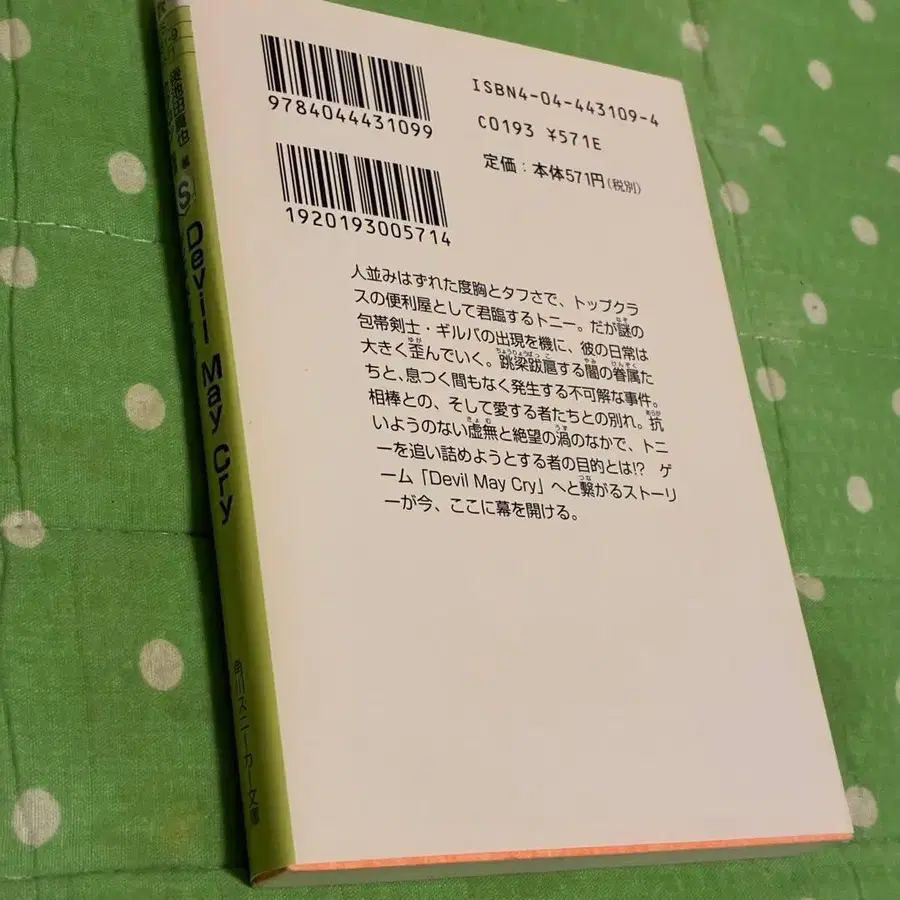 9784044431099
ISBN4-04-443109-4
C0193 ¥571E
定価:本体571円(税別)
1920193005714
人並みはずれた度胸とタフさで、トップクラ
スの便利屋として君臨するトニー。だが謎の
包帯剣士・ギルバの出現を機に、彼の日常は
大きく歪んでいく。跳梁跋扈する闇の眷属た
ちと、息つく間もなく発生する不可解な事件。
相棒との、そして愛する者たちとの別れ。抗
いようのない虚無と絶望の渦のなかで、トニ
ーを追い詰めようとする者の目的とは!? ゲ
ーム「Devil May Cry」へと繋がるストーリ
ーが今、ここに幕を開ける。
後池田真也
S
Devil May Cry
角川スニーカー文庫